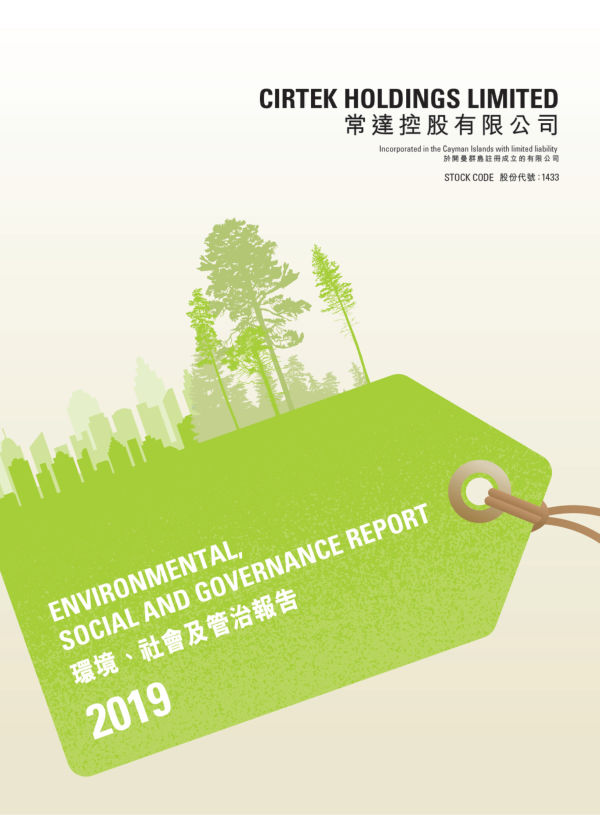 CIRTEK HOLDINGS LIMITED
常達控股有限公司
Incorporated in the Cayman Islands with limited liability
於開曼群島註冊成立的有限公司
STOCK CODE 股份代號：1433
ENVIRONMENTAL,
SOCIAL AND GOVERNANCE REPORT
環境、社會及管治報告
2019